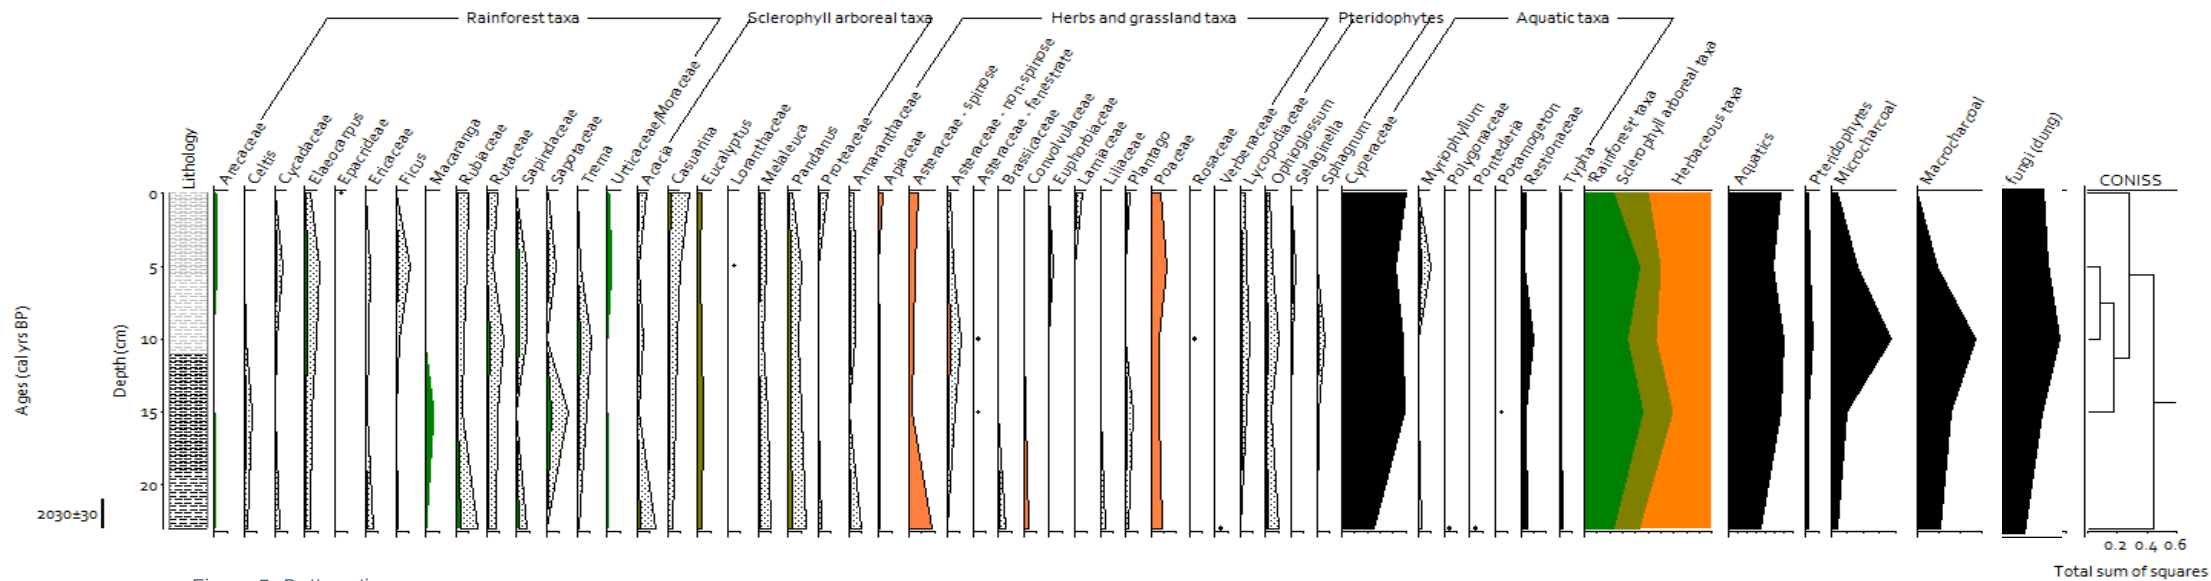 Rainforest taxa
Sclerophyll arboreal taxa
Herbs and grassland taxa
Pteridophytes
Aquatic taxa
Lithology
Arecaceae
Celtis
Cycadaceae
Elaeocarpus
Epacrideae
Ericaceae
Ficus
Macaranga
Rubiaceae
Rutaceae
Sapindaceae
Sapotaceae
Trema
Urticaceae/Moraceae
Acacia
Casuarina
Eucalyptus
Loranthaceae
Melaleuca
Pandanus
Proteaceae
Amaranthaceae
Apiaceae
Asteraceae - spinose
Asteraceae - non-spinose
Asteraceae - fenestrate
Brassicaceae
Convolvulaceae
Euphorbiaceae
Lamiaceae
Liliaceae
Plantago
Poaceae
Rosaceae
Verbenaceae
Lycopodiaceae
Ophioglossum
Selaginella
Sphagnum
Cyperaceae
Myriophyllum
Polygonaceae
Pontederia
Potamogeton
Restionaceae
Typha
Rainforest taxa
Sclerophyll arboreal taxa
Herbaceous taxa
Aquatics
Pteridophytes
Microcharcoal
Macrocharcoal
fungi (dung)
CONISS
Ages (cal yrs BP)
Depth (cm)
0
5
10
15
20
2030±30
0.2 0.4 0.6
Total sum of squares